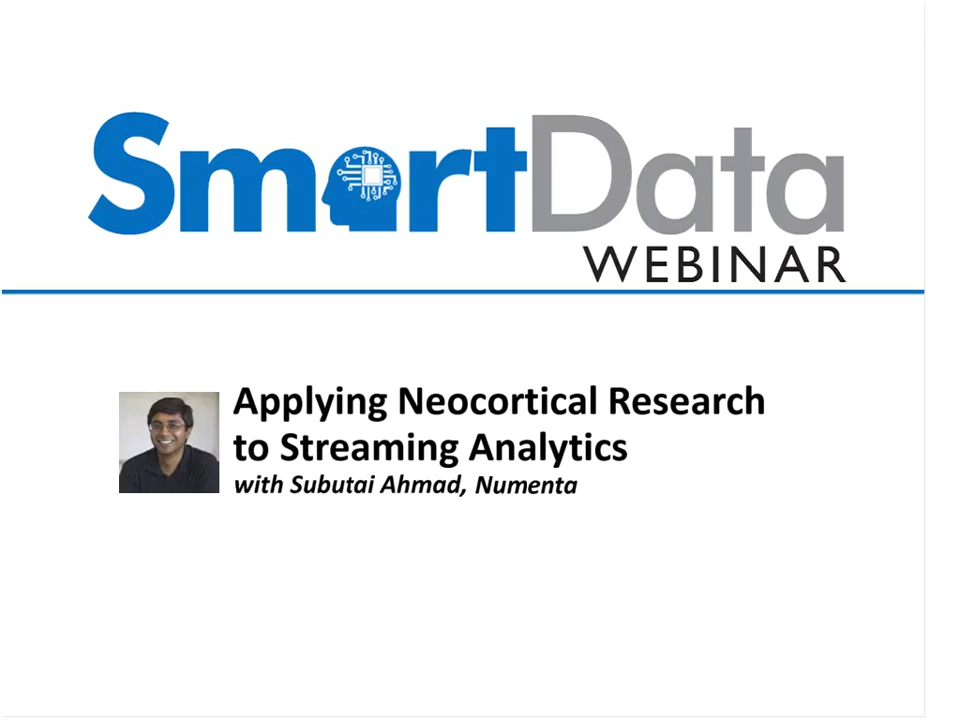 SmartData
WEBINAR
Applying Neocortical Research
to Streaming Analytics
with Subutai Ahmad, Numenta